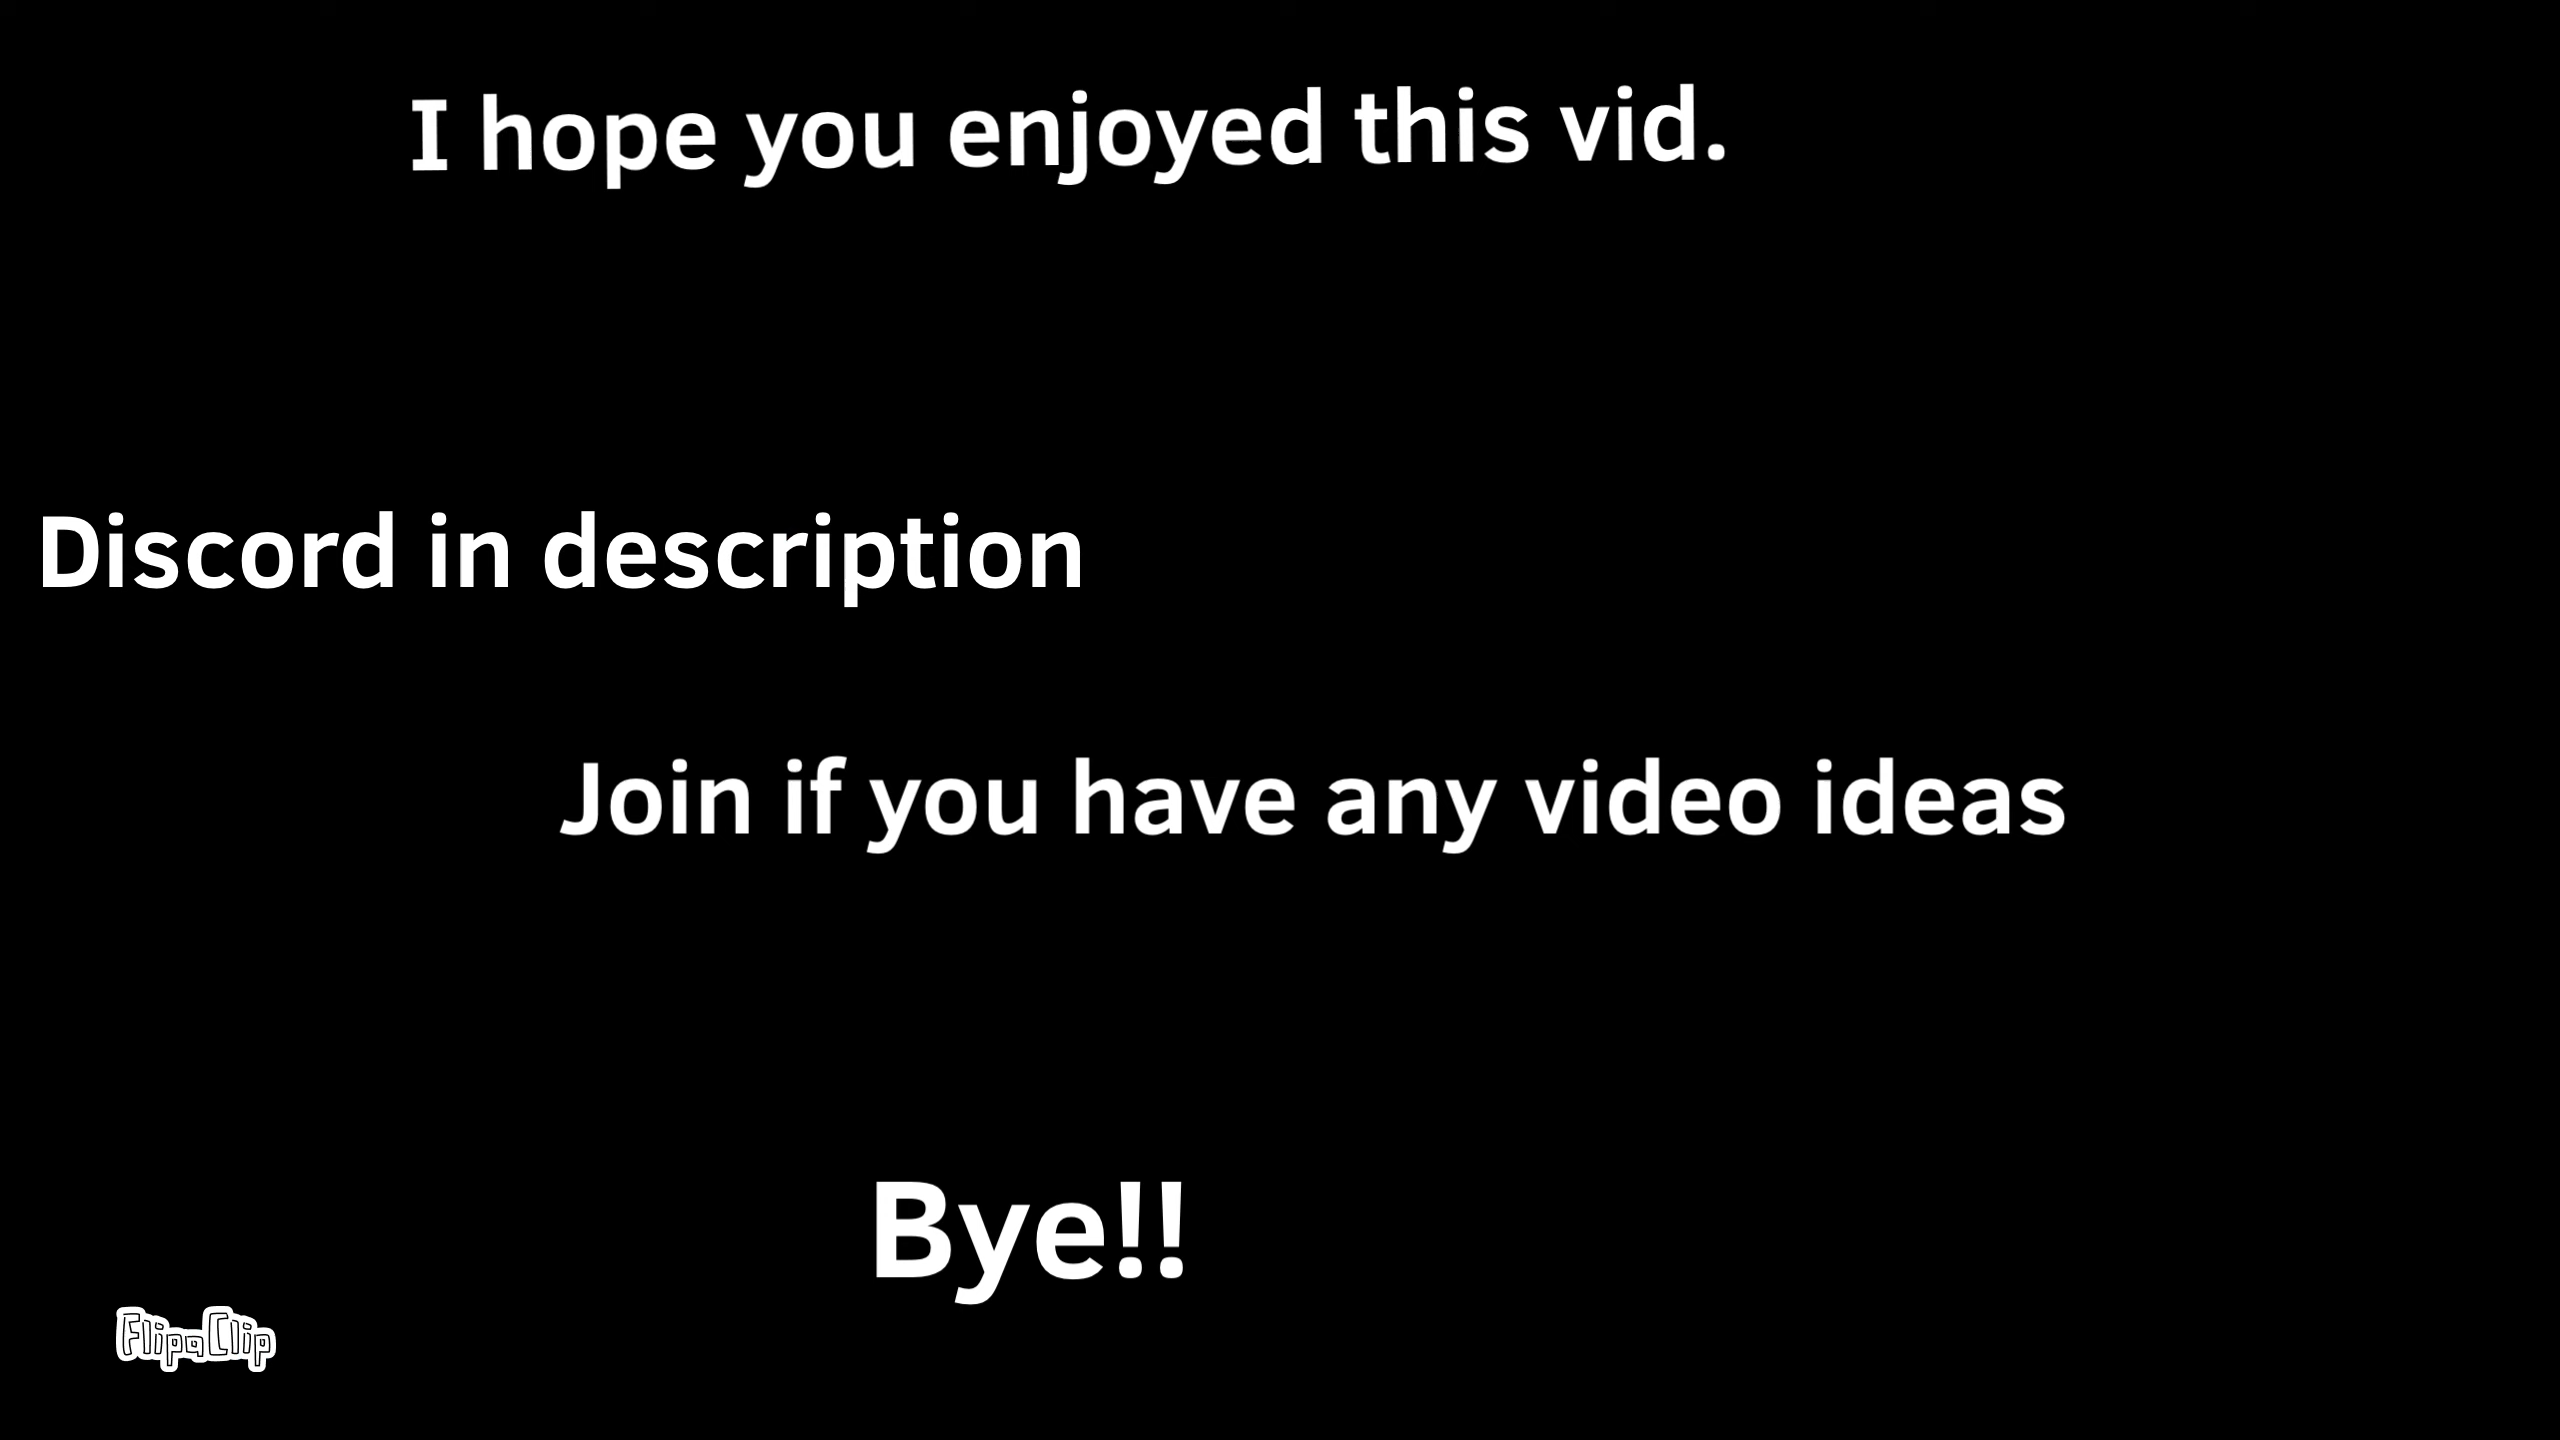 I hope you enjoyed this vid.
Discord in description
Join if you have any video ideas
Bye!!
FlipaClip